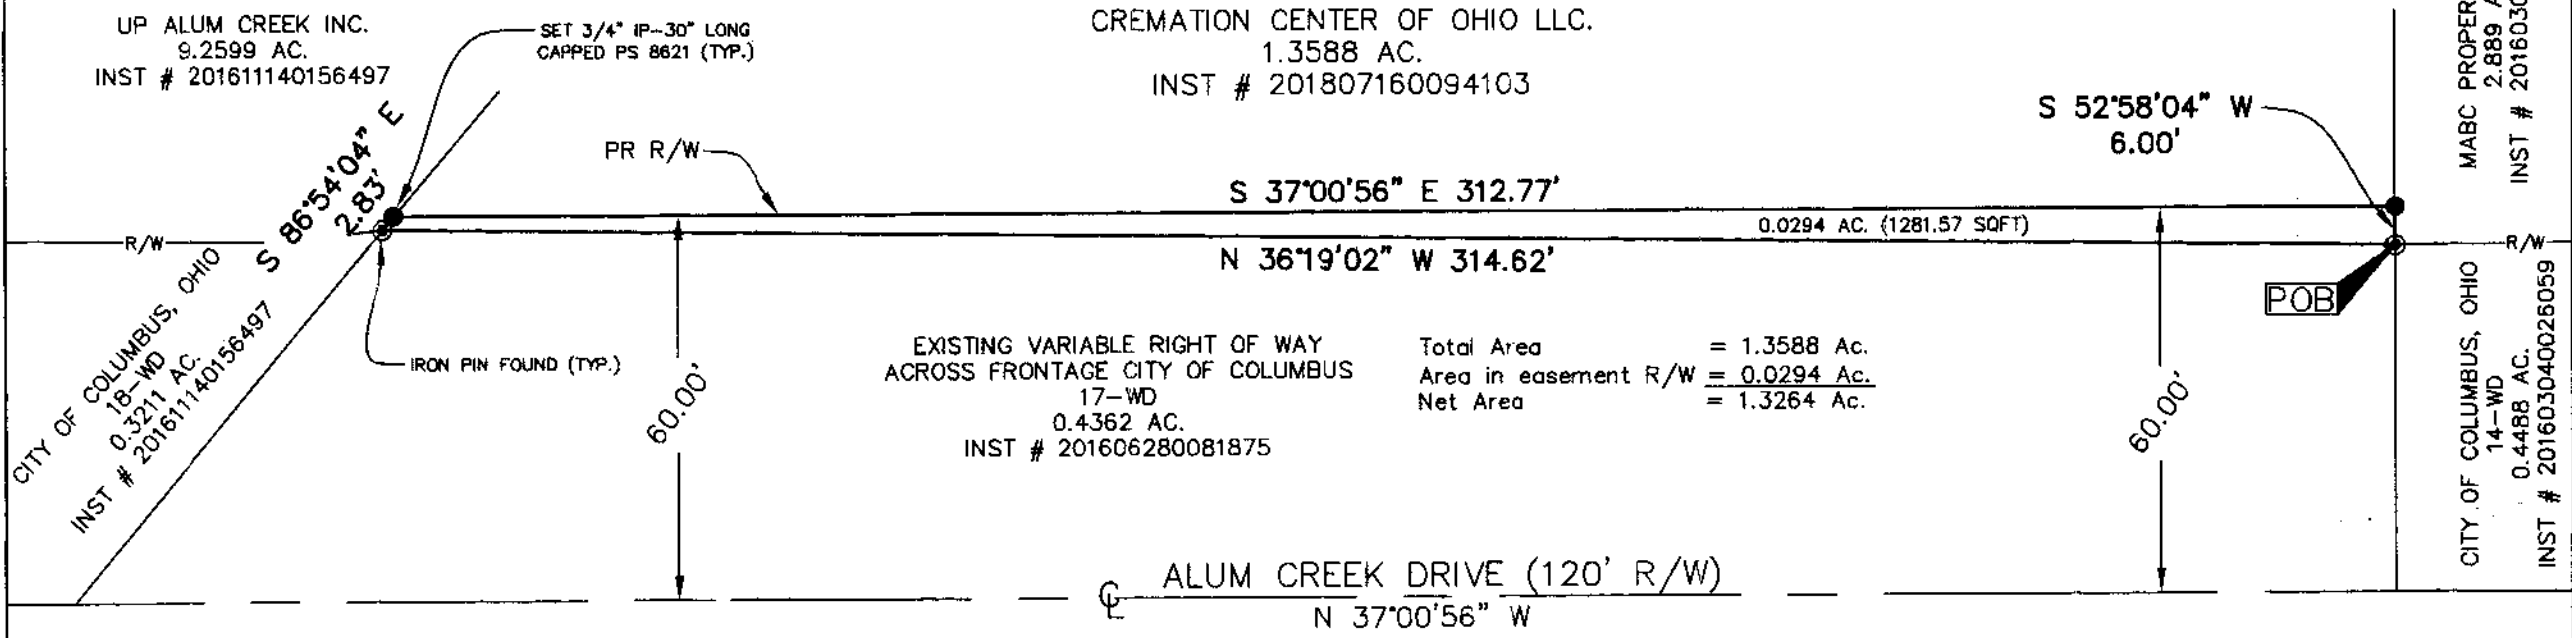 UP ALUM CREEK INC.
9.2599 AC.
INST # 201611140156497
SET 3/4" IP-30" LONG
CAPPED PS 8621 (TYP.)
CREMATION CENTER OF OHIO LLC.
1.3588 AC.
INST # 201807160094103
MABC PROPER
2.889 A
INST # 2016030
S 52°58'04" W
6.00'
PR R/W
S 86°54'04" E
2.83'
S 37°00'56" E 312.77'
0.0294 AC. (1281.57 SQFT)
R/W
N 36°19'02" W 314.62'
R/W
POB
CITY OF COLUMBUS, OHIO
18-WD
0.3211 AC.
INST # 201611140156497
IRON PIN FOUND (TYP.)
60.00'
EXISTING VARIABLE RIGHT OF WAY
ACROSS FRONTAGE CITY OF COLUMBUS
17-WD
0.4362 AC.
INST # 201606280081875
Total Area = 1.3588 Ac.
Area in easement R/W = 0.0294 Ac.
Net Area = 1.3264 Ac.
60.00'
CITY OF COLUMBUS, OHIO
14-WD
0.4488 AC.
INST # 201603040026059
ALUM CREEK DRIVE (120' R/W)
N 37°00'56" W